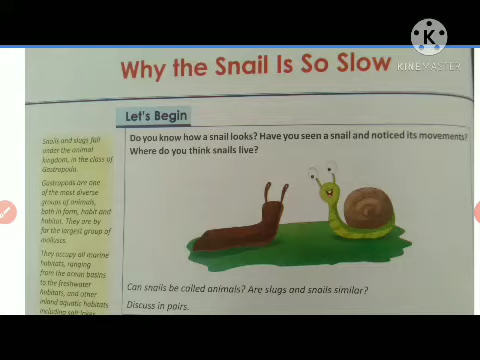 K
KINEMASTER
Why the Snail Is So Slow
Let's Begin
Do you know how a snail looks? Have you seen a snail and noticed its movements?
Where do you think snails live?
Snails and slugs fall
under the animal
kingdom, in the class of
Gastropoda.
Gastropods are one
of the most diverse
groups of animals,
both in form, habit and
habitat. They are by
far the largest group of
molluscs.
They occupy all marine
habitats, ranging
from the ocean basins
to the freshwater
habitats, and other
inland aquatic habitats
including salt lakes
Can snails be called animals? Are slugs and snails similar?
Discuss in pairs.